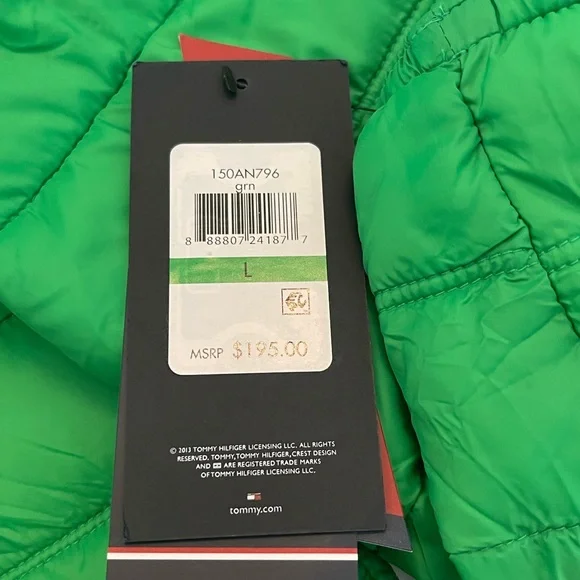 150AN796
grn
8 88807 24187 7
L
MSRP $195.00
© 2013 TOMMY HILFIGER LICENSING LLC. ALL RIGHTS
RESERVED. TOMMY, TOMMY HILFIGER, CREST DESIGN
AND ARE REGISTERED TRADE MARKS
OF TOMMY HILFIGER LICENSING LLC.
tommy.com